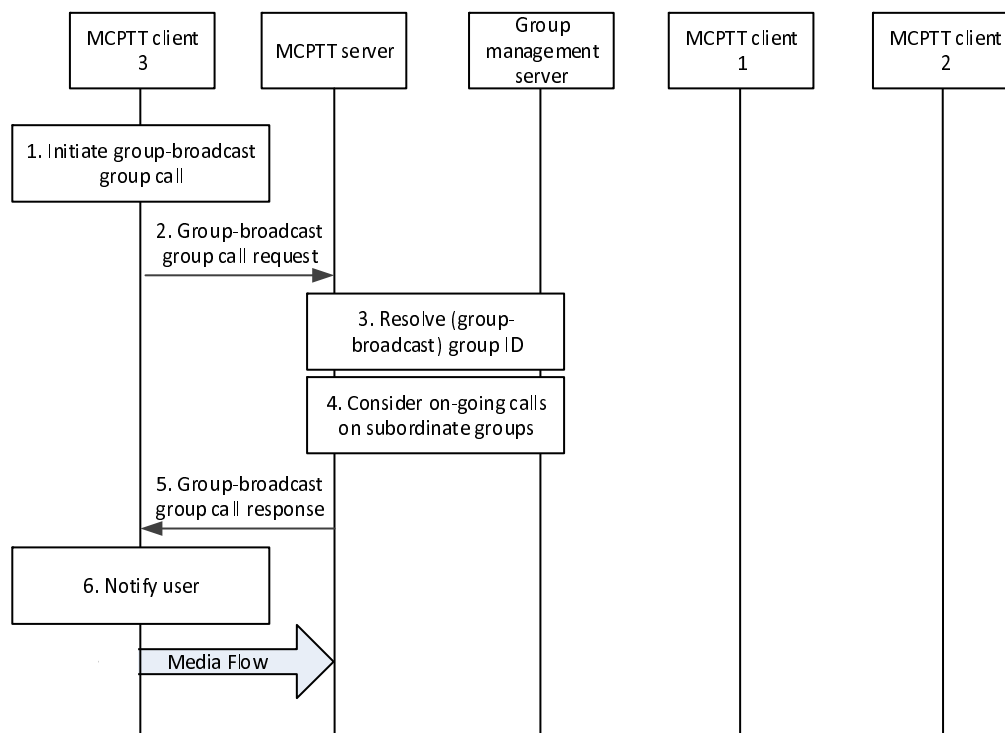 MCPTT client
3
MCPTT server
Group
management
server
MCPTT client
1
MCPTT client
2
1. Initiate group-broadcast
group call
2. Group-broadcast
group call request
3. Resolve (group-
broadcast) group ID
4. Consider on-going calls
on subordinate groups
5. Group-broadcast
group call response
6. Notify user
Media Flow